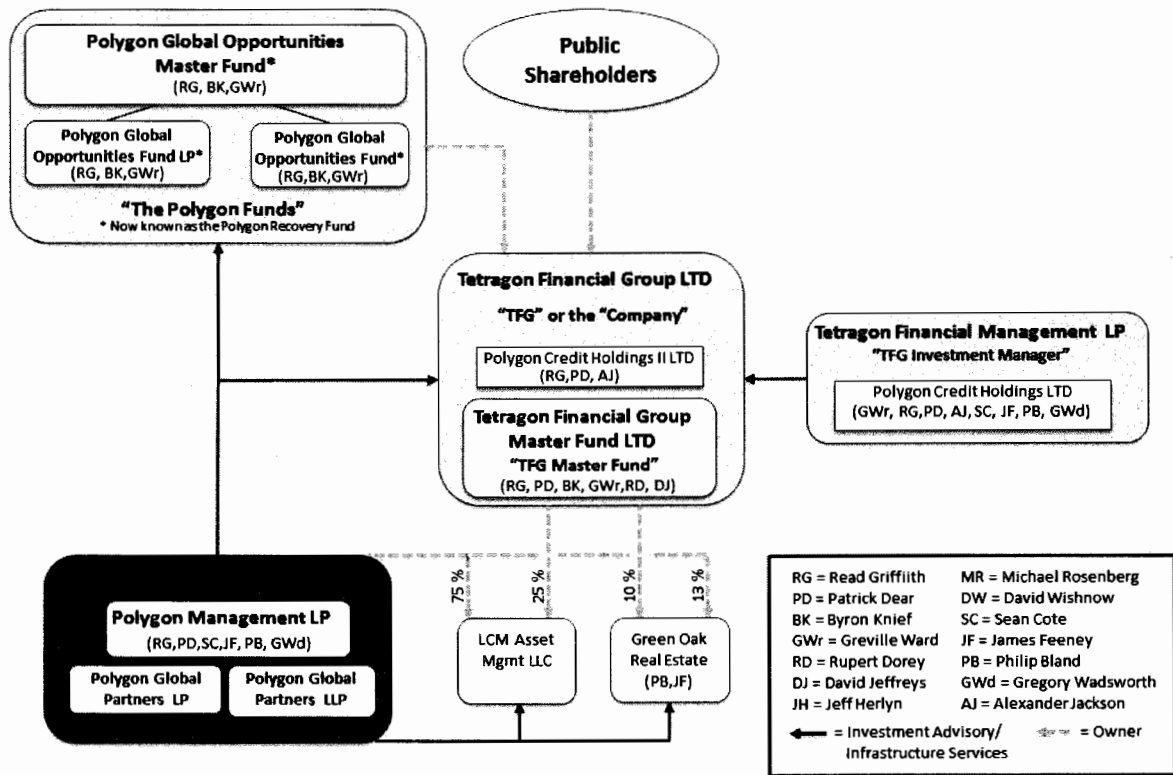 Polygon Global Opportunities
Master Fund*
(RG, BK,GWr)
Polygon Global
Opportunities Fund LP*
(RG, BK,GWr)
Polygon Global
Opportunities Fund*
(RG,BK,GWr)
"The Polygon Funds"
* Now known as the Polygon Recovery Fund
Public
Shareholders
Tetragon Financial Group LTD
"TFG" or the "Company"
Polygon Credit Holdings II LTD
(RG,PD, AJ)
Tetragon Financial Group
Master Fund LTD
"TFG Master Fund"
(RG, PD, BK, GWr,RD, DJ)
Tetragon Financial Management LP
"TFG Investment Manager"
Polygon Credit Holdings LTD
(GWr, RG,PD, AJ, SC, JF, PB, GWd)
Polygon Management LP
(RG,PD,SC,JF, PB, GWd)
Polygon Global
Partners LP
Polygon Global
Partners LLP
75 %
25 %
10 %
13 %
LCM Asset
Mgmt LLC
Green Oak
Real Estate
(PB,JF)
RG = Read Griffiith
PD = Patrick Dear
BK = Byron Knief
GWr = Greville Ward
RD = Rupert Dorey
DJ = David Jeffreys
JH = Jeff Herlyn
MR = Michael Rosenberg
DW = David Wishnow
SC = Sean Cote
JF = James Feeney
PB = Philip Bland
GWd = Gregory Wadsworth
AJ = Alexander Jackson
= Investment Advisory/
Infrastructure Services
= Owner